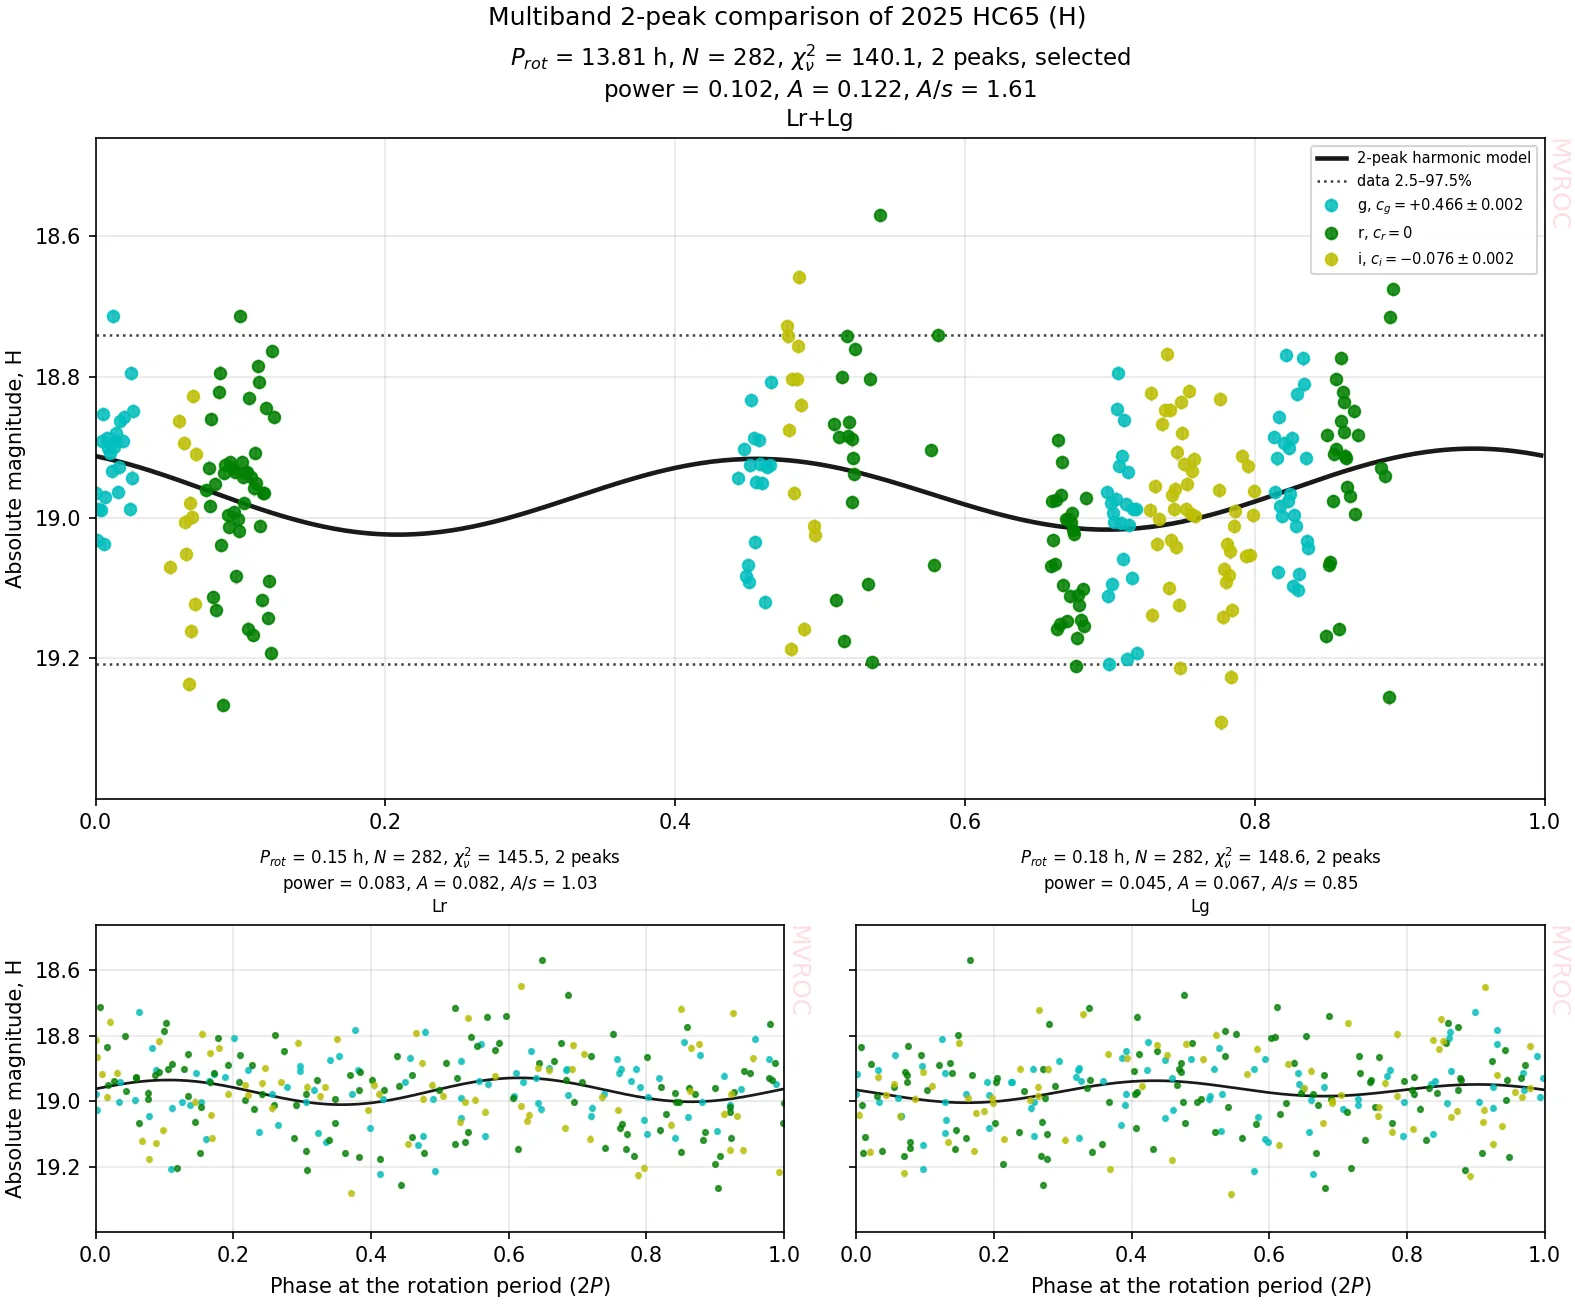 Multiband 2-peak comparison of 2025 HC65 (H)
P_rot = 13.81 h, N = 282, χ²_ν = 140.1, 2 peaks, selected
power = 0.102, A = 0.122, A/s = 1.61
Lr+Lg
2-peak harmonic model
data 2.5–97.5%
g, c_g = +0.466 ± 0.002
r, c_r = 0
i, c_i = −0.076 ± 0.002
MVROC
Absolute magnitude, H
18.6
18.8
19.0
19.2
0.0 0.2 0.4 0.6 0.8 1.0
P_rot = 0.15 h, N = 282, χ²_ν = 145.5, 2 peaks
power = 0.083, A = 0.082, A/s = 1.03
Lr
MVROC
Absolute magnitude, H
18.6
18.8
19.0
19.2
0.0 0.2 0.4 0.6 0.8 1.0
Phase at the rotation period (2P)
P_rot = 0.18 h, N = 282, χ²_ν = 148.6, 2 peaks
power = 0.045, A = 0.067, A/s = 0.85
Lg
MVROC
0.0 0.2 0.4 0.6 0.8 1.0
Phase at the rotation period (2P)